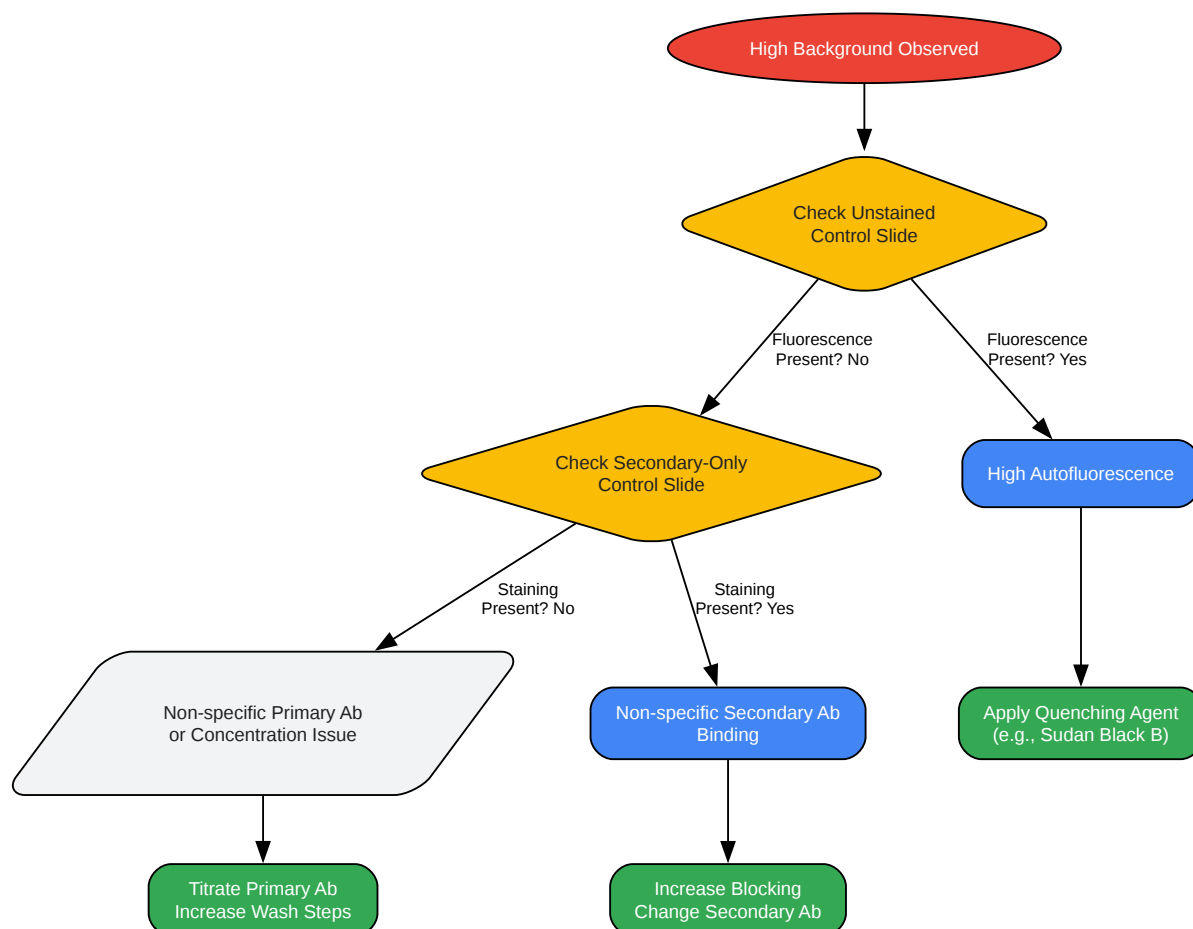 High Background Observed
Check Unstained
Control Slide
Fluorescence
Present? No
Fluorescence
Present? Yes
Check Secondary-Only
Control Slide
High Autofluorescence
Staining
Present? No
Staining
Present? Yes
Non-specific Primary Ab
or Concentration Issue
Non-specific Secondary Ab
Binding
Apply Quenching Agent
(e.g., Sudan Black B)
Titrate Primary Ab
Increase Wash Steps
Increase Blocking
Change Secondary Ab